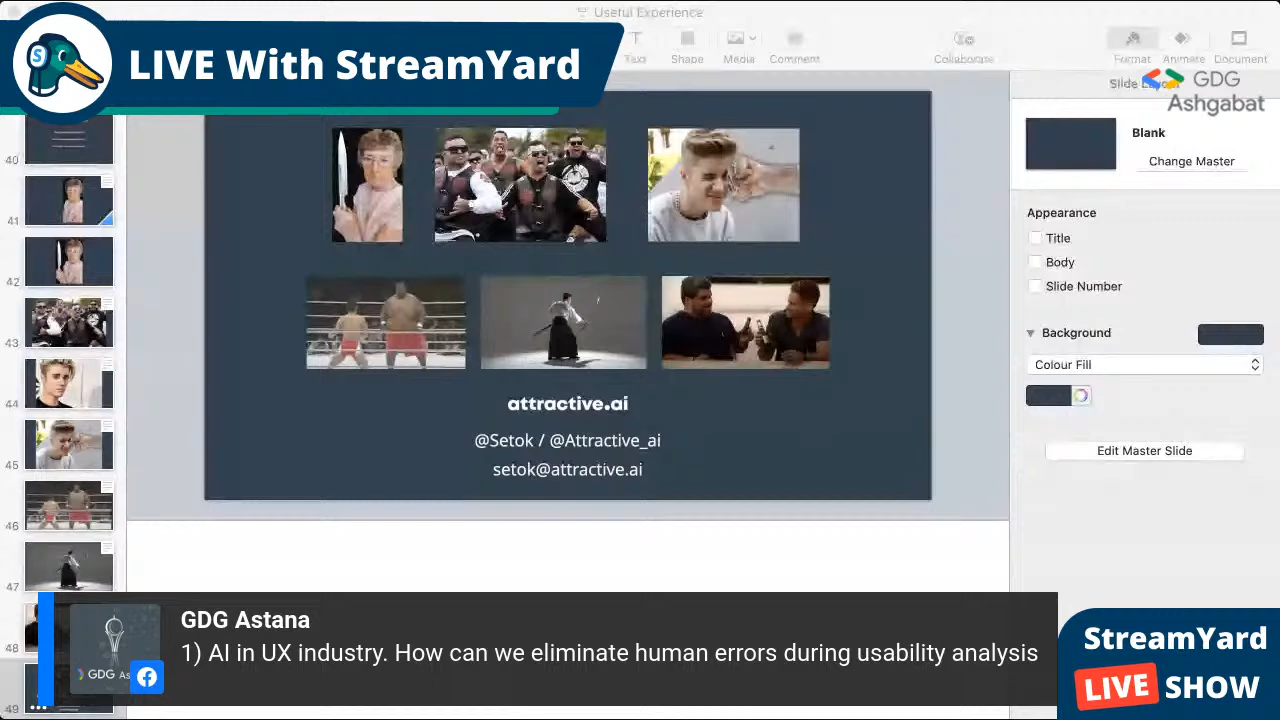 Useful Experience
LIVE With StreamYard
S
Text
Shape
Media
Comment
Collaborate
Format
Animate
Document
GDG
Ashgabat
Blank
Change Master
Appearance
Title
Body
Slide Number
Background
Colour Fill
Edit Master Slide
40
41
42
43
44
45
46
47
48
49
attractive.ai
@Setok / @Attractive_ai
setok@attractive.ai
GDG As
GDG Astana
1) AI in UX industry. How can we eliminate human errors during usability analysis
StreamYard
LIVE SHOW